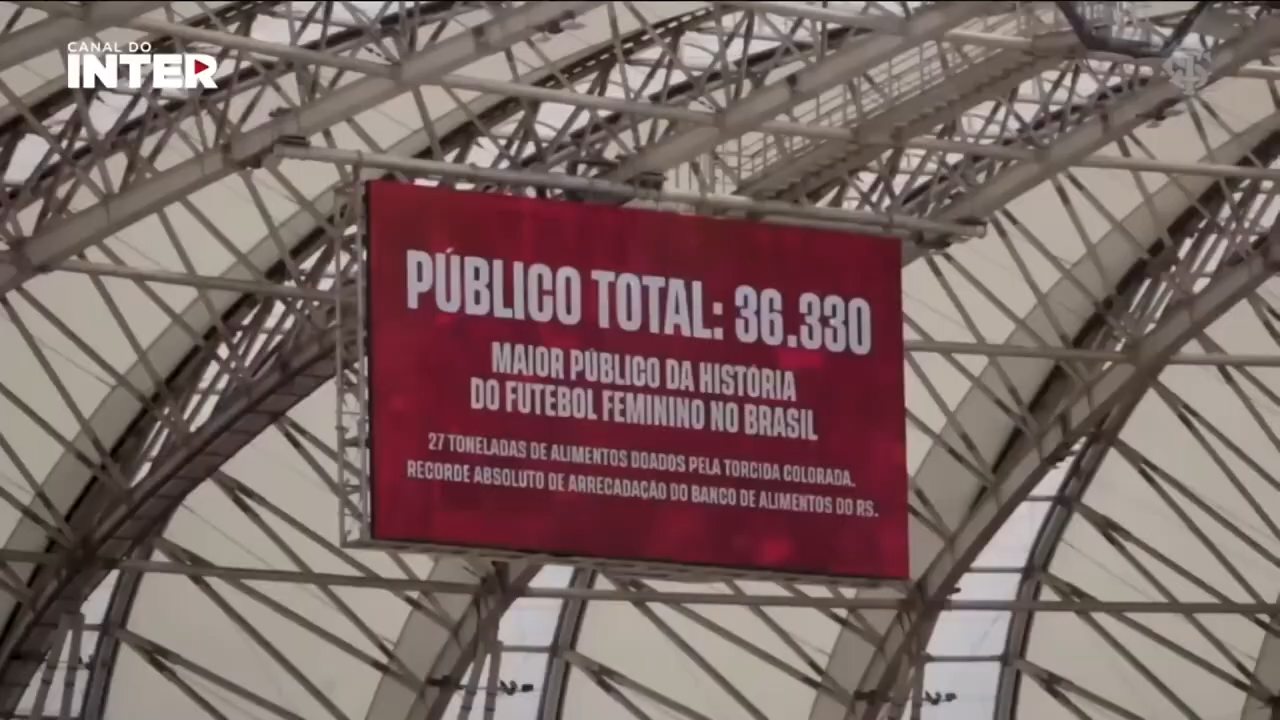 CANAL DO
INTER
PÚBLICO TOTAL: 36.330
MAIOR PÚBLICO DA HISTÓRIA
DO FUTEBOL FEMININO NO BRASIL
27 TONELADAS DE ALIMENTOS DOADOS PELA TORCIDA COLORADA.
RECORDE ABSOLUTO DE ARRECADAÇÃO DO BANCO DE ALIMENTOS DO RS.